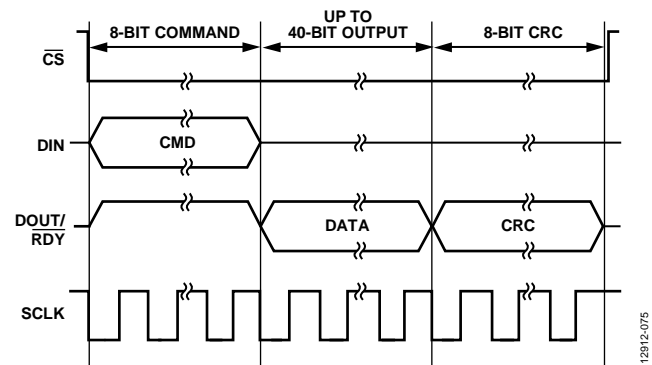 UP TO
8-BIT COMMAND 40-BIT OUTPUT 8-BIT CRC
CS
DIN CMD
DOUT/
RDY
DATA CRC
SCLK
12912-075